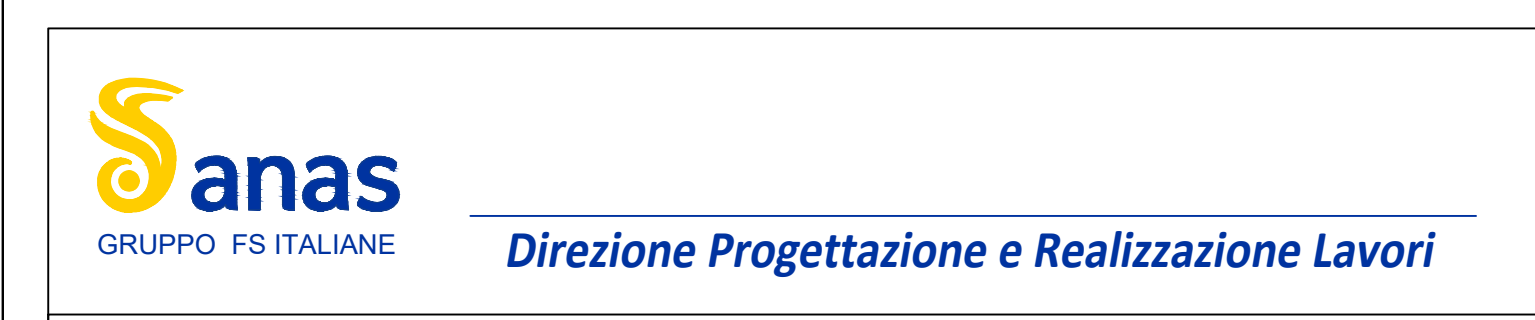 anas
GRUPPO FS ITALIANE
Direzione Progettazione e Realizzazione Lavori